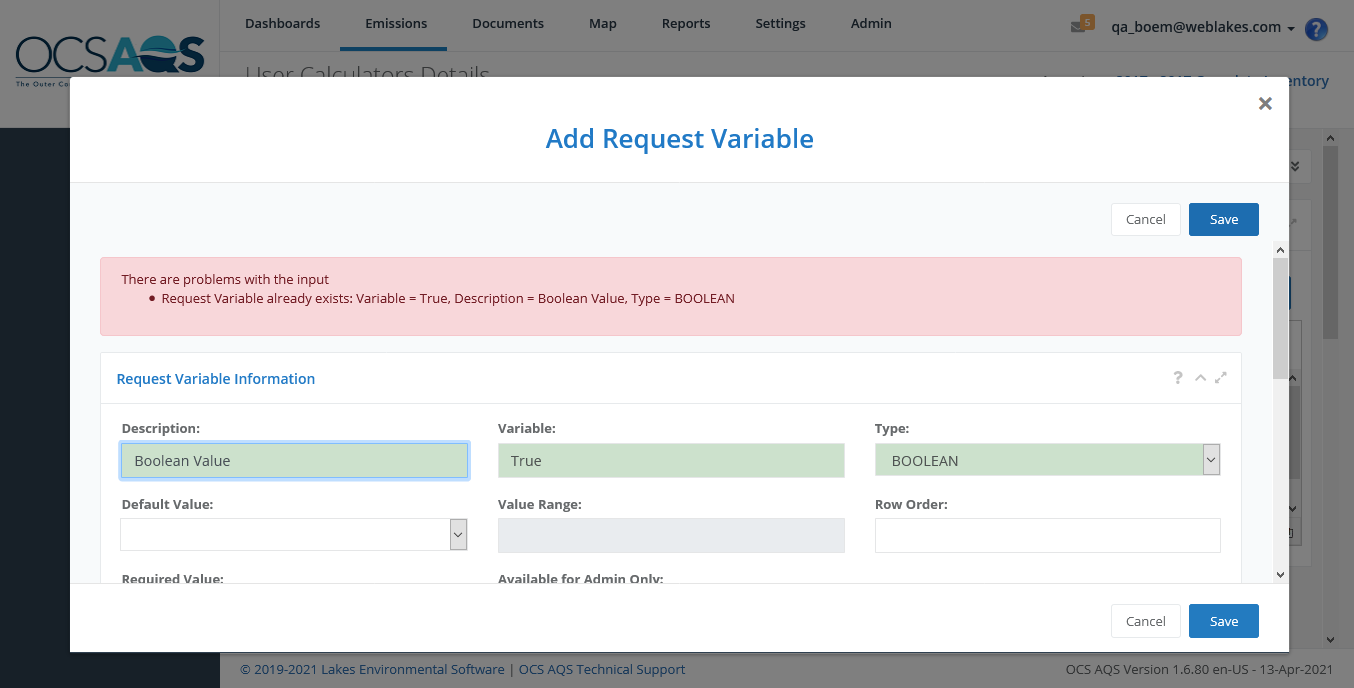 Dashboards Emissions Documents Map Reports Settings Admin 5 qa_boem@weblakes.com ?
OCSAQS
The Outer Co
User Calculators Details
entory
Add Request Variable
Cancel Save
There are problems with the input
• Request Variable already exists: Variable = True, Description = Boolean Value, Type = BOOLEAN
Request Variable Information ?
Description: Variable: Type:
Boolean Value True BOOLEAN
Default Value: Value Range: Row Order:
Required Value: Available for Admin Only:
Cancel Save
© 2019-2021 Lakes Environmental Software | OCS AQS Technical Support OCS AQS Version 1.6.80 en-US - 13-Apr-2021